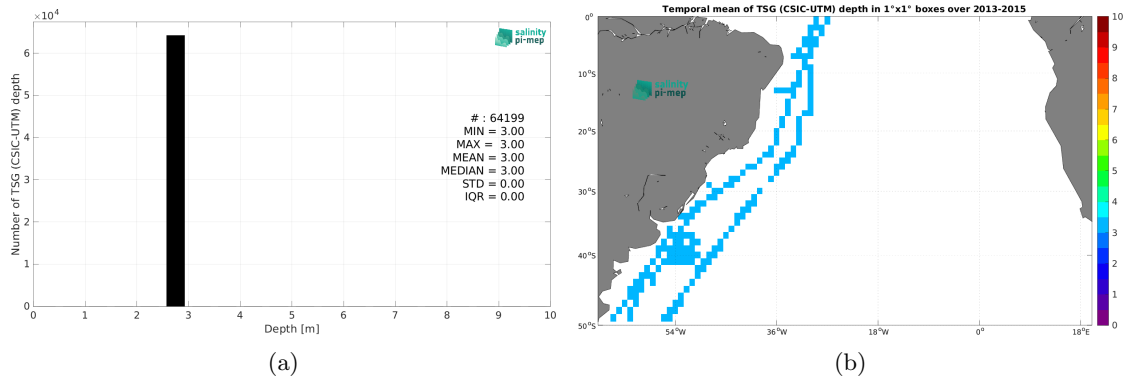 ×10⁴
6
5
4
3
2
1
0
Number of TSG (CSIC-UTM) depth
0 1 2 3 4 5 6 7 8 9 10
Depth [m]
salinity
pi-mep
# : 64199
MIN = 3.00
MAX = 3.00
MEAN = 3.00
MEDIAN = 3.00
STD = 0.00
IQR = 0.00
(a)
Temporal mean of TSG (CSIC-UTM) depth in 1°x1° boxes over 2013-2015
0°
10°S
20°S
30°S
40°S
50°S
54°W 36°W 18°W 0° 18°E
salinity
pi-mep
10
9
8
7
6
5
4
3
2
1
0
(b)